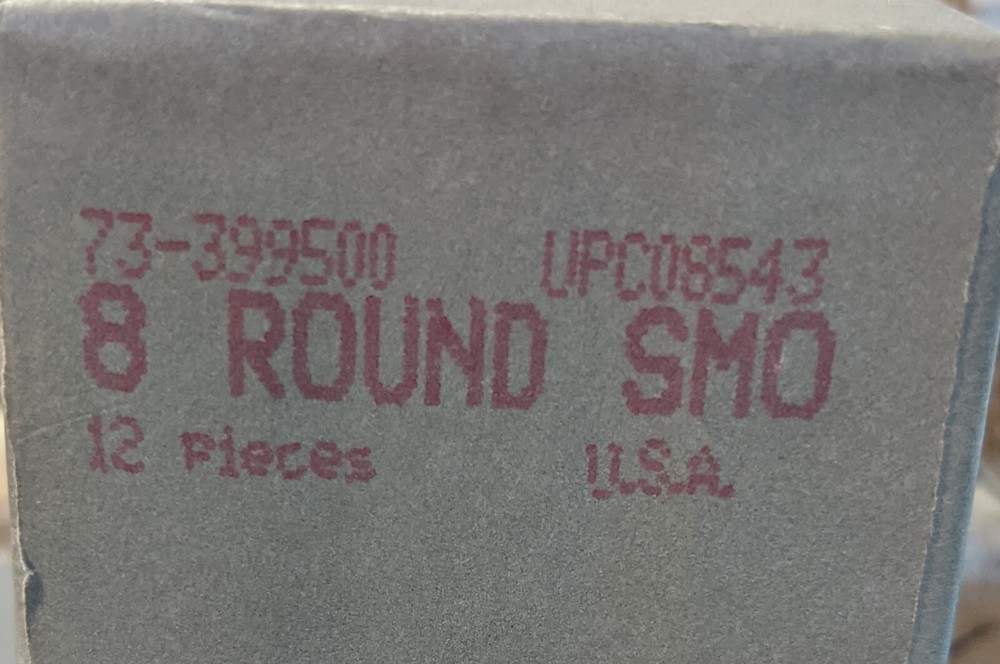 73-399500 UPC08543
8 ROUND SMO
12 Pieces U.S.A.